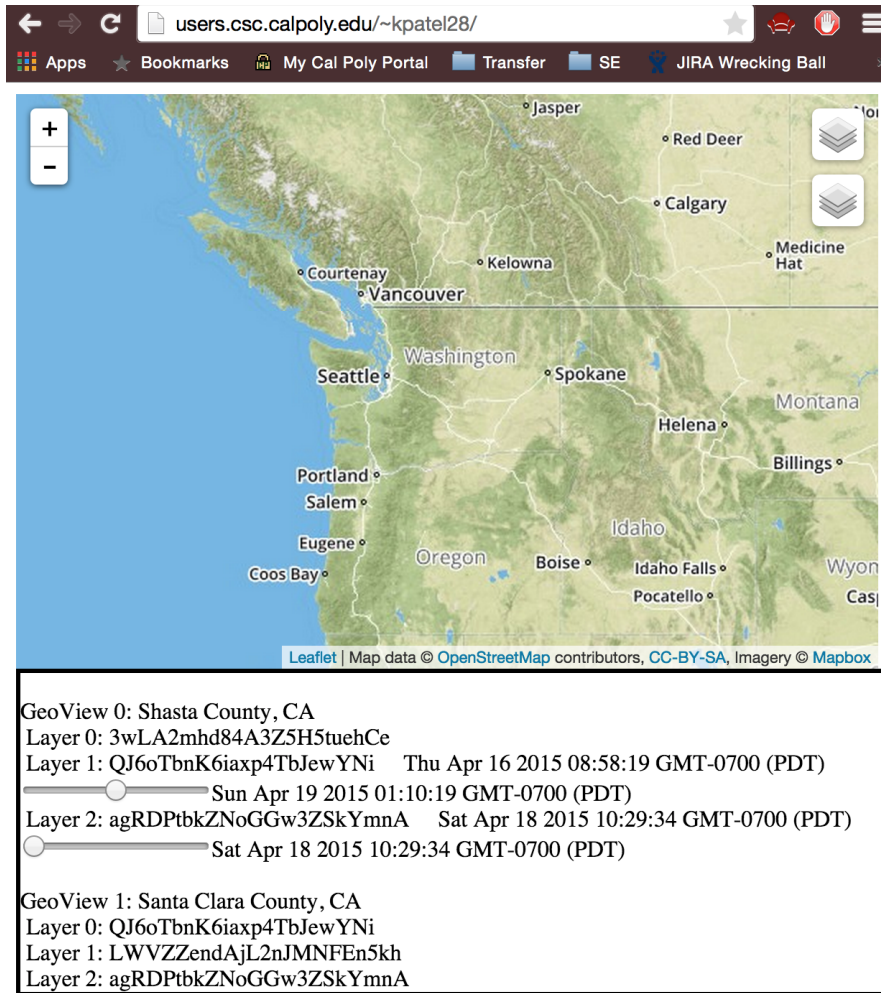 users.csc.calpoly.edu/~kpatel28/
Apps Bookmarks My Cal Poly Portal Transfer SE JIRA Wrecking Ball
+
−
Jasper
Red Deer
Calgary
Medicine
Hat
Kelowna
Courtenay
Vancouver
Washington
Seattle
Spokane
Montana
Helena
Billings
Portland
Salem
Idaho
Eugene
Oregon
Boise
Idaho Falls
Coos Bay
Pocatello
Leaflet | Map data © OpenStreetMap contributors, CC-BY-SA, Imagery © Mapbox
GeoView 0: Shasta County, CA
Layer 0: 3wLA2mhd84A3Z5H5tuehCe
Layer 1: QJ6oTbnK6iaxp4TbJewYNi Thu Apr 16 2015 08:58:19 GMT-0700 (PDT)
Sun Apr 19 2015 01:10:19 GMT-0700 (PDT)
Layer 2: agRDPtbkZNoGGw3ZSkYmnA Sat Apr 18 2015 10:29:34 GMT-0700 (PDT)
Sat Apr 18 2015 10:29:34 GMT-0700 (PDT)
GeoView 1: Santa Clara County, CA
Layer 0: QJ6oTbnK6iaxp4TbJewYNi
Layer 1: LWVZZendAjL2nJMNFEn5kh
Layer 2: agRDPtbkZNoGGw3ZSkYmnA